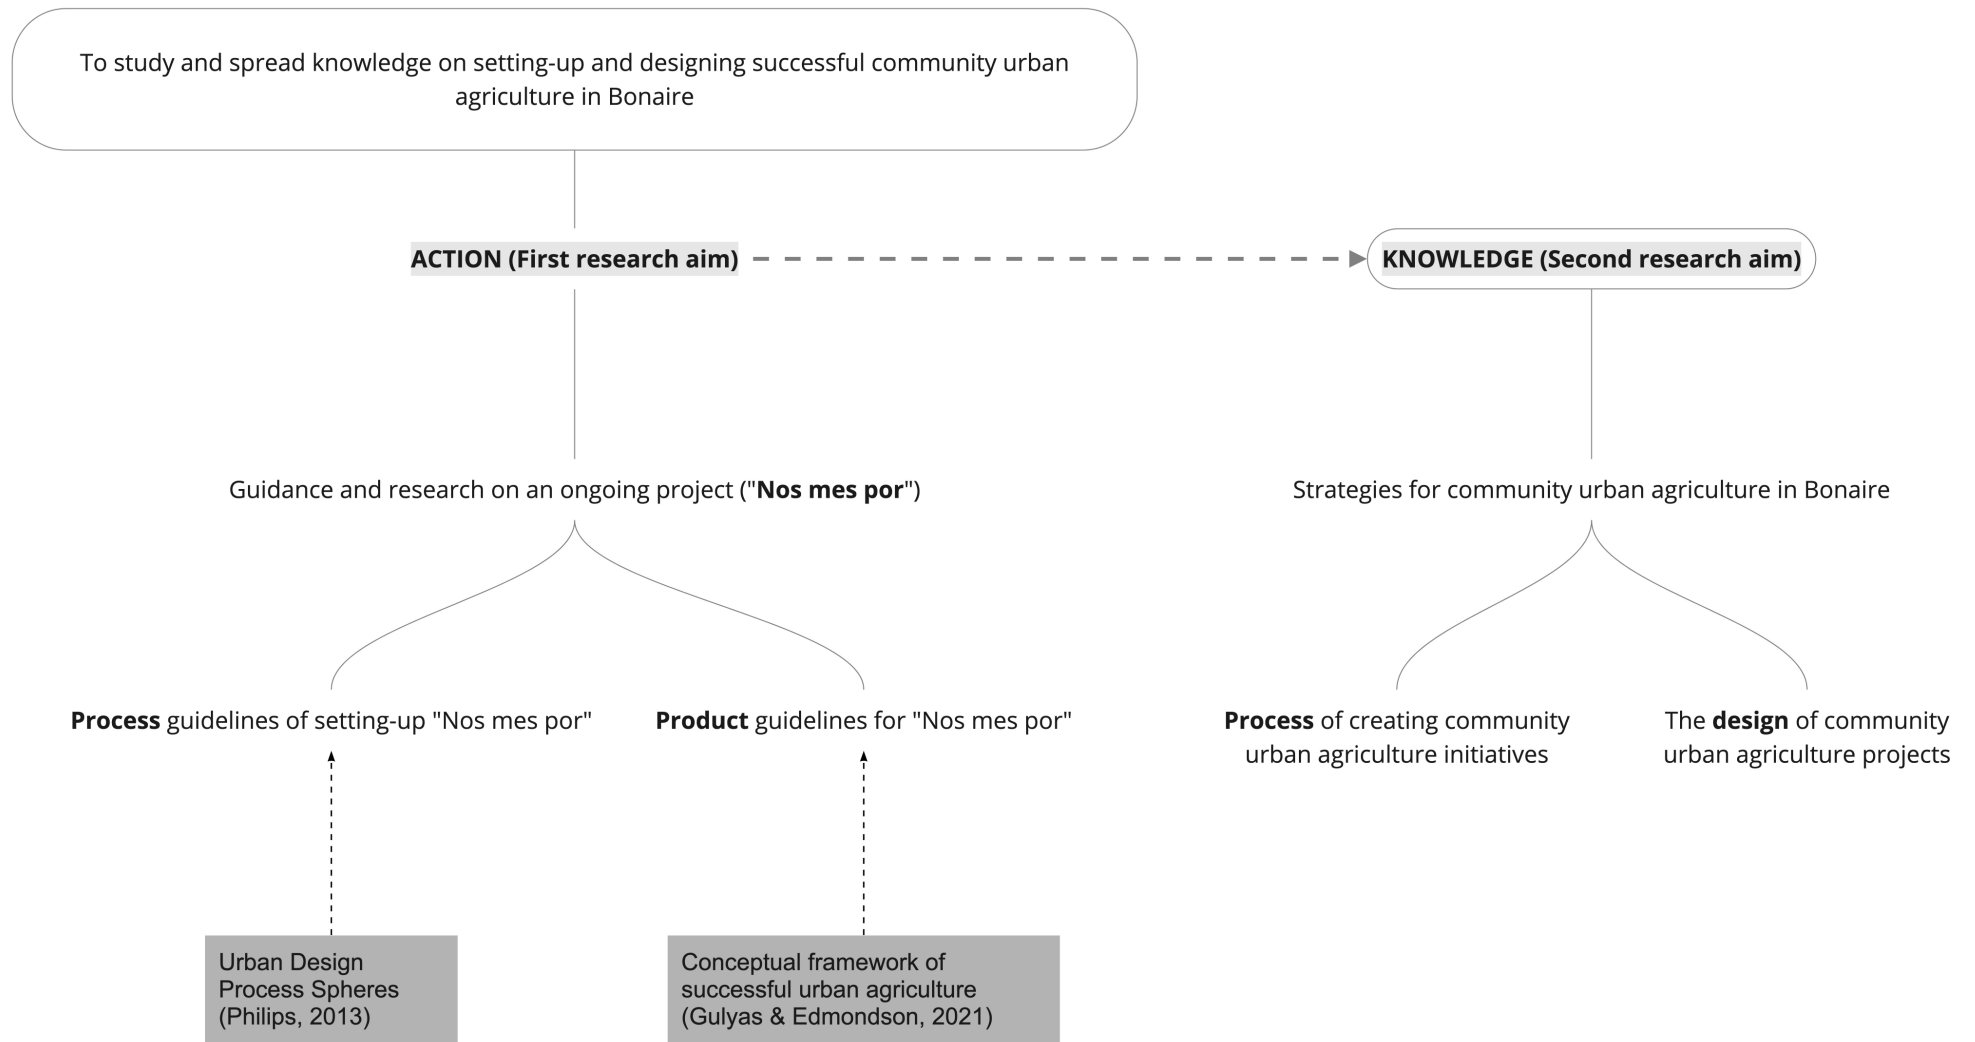 To study and spread knowledge on setting-up and designing successful community urban
agriculture in Bonaire
ACTION (First research aim)
KNOWLEDGE (Second research aim)
Guidance and research on an ongoing project ("Nos mes por")
Strategies for community urban agriculture in Bonaire
Process guidelines of setting-up "Nos mes por"
Product guidelines for "Nos mes por"
Process of creating community
urban agriculture initiatives
The design of community
urban agriculture projects
Urban Design
Process Spheres
(Philips, 2013)
Conceptual framework of
successful urban agriculture
(Gulyas & Edmondson, 2021)